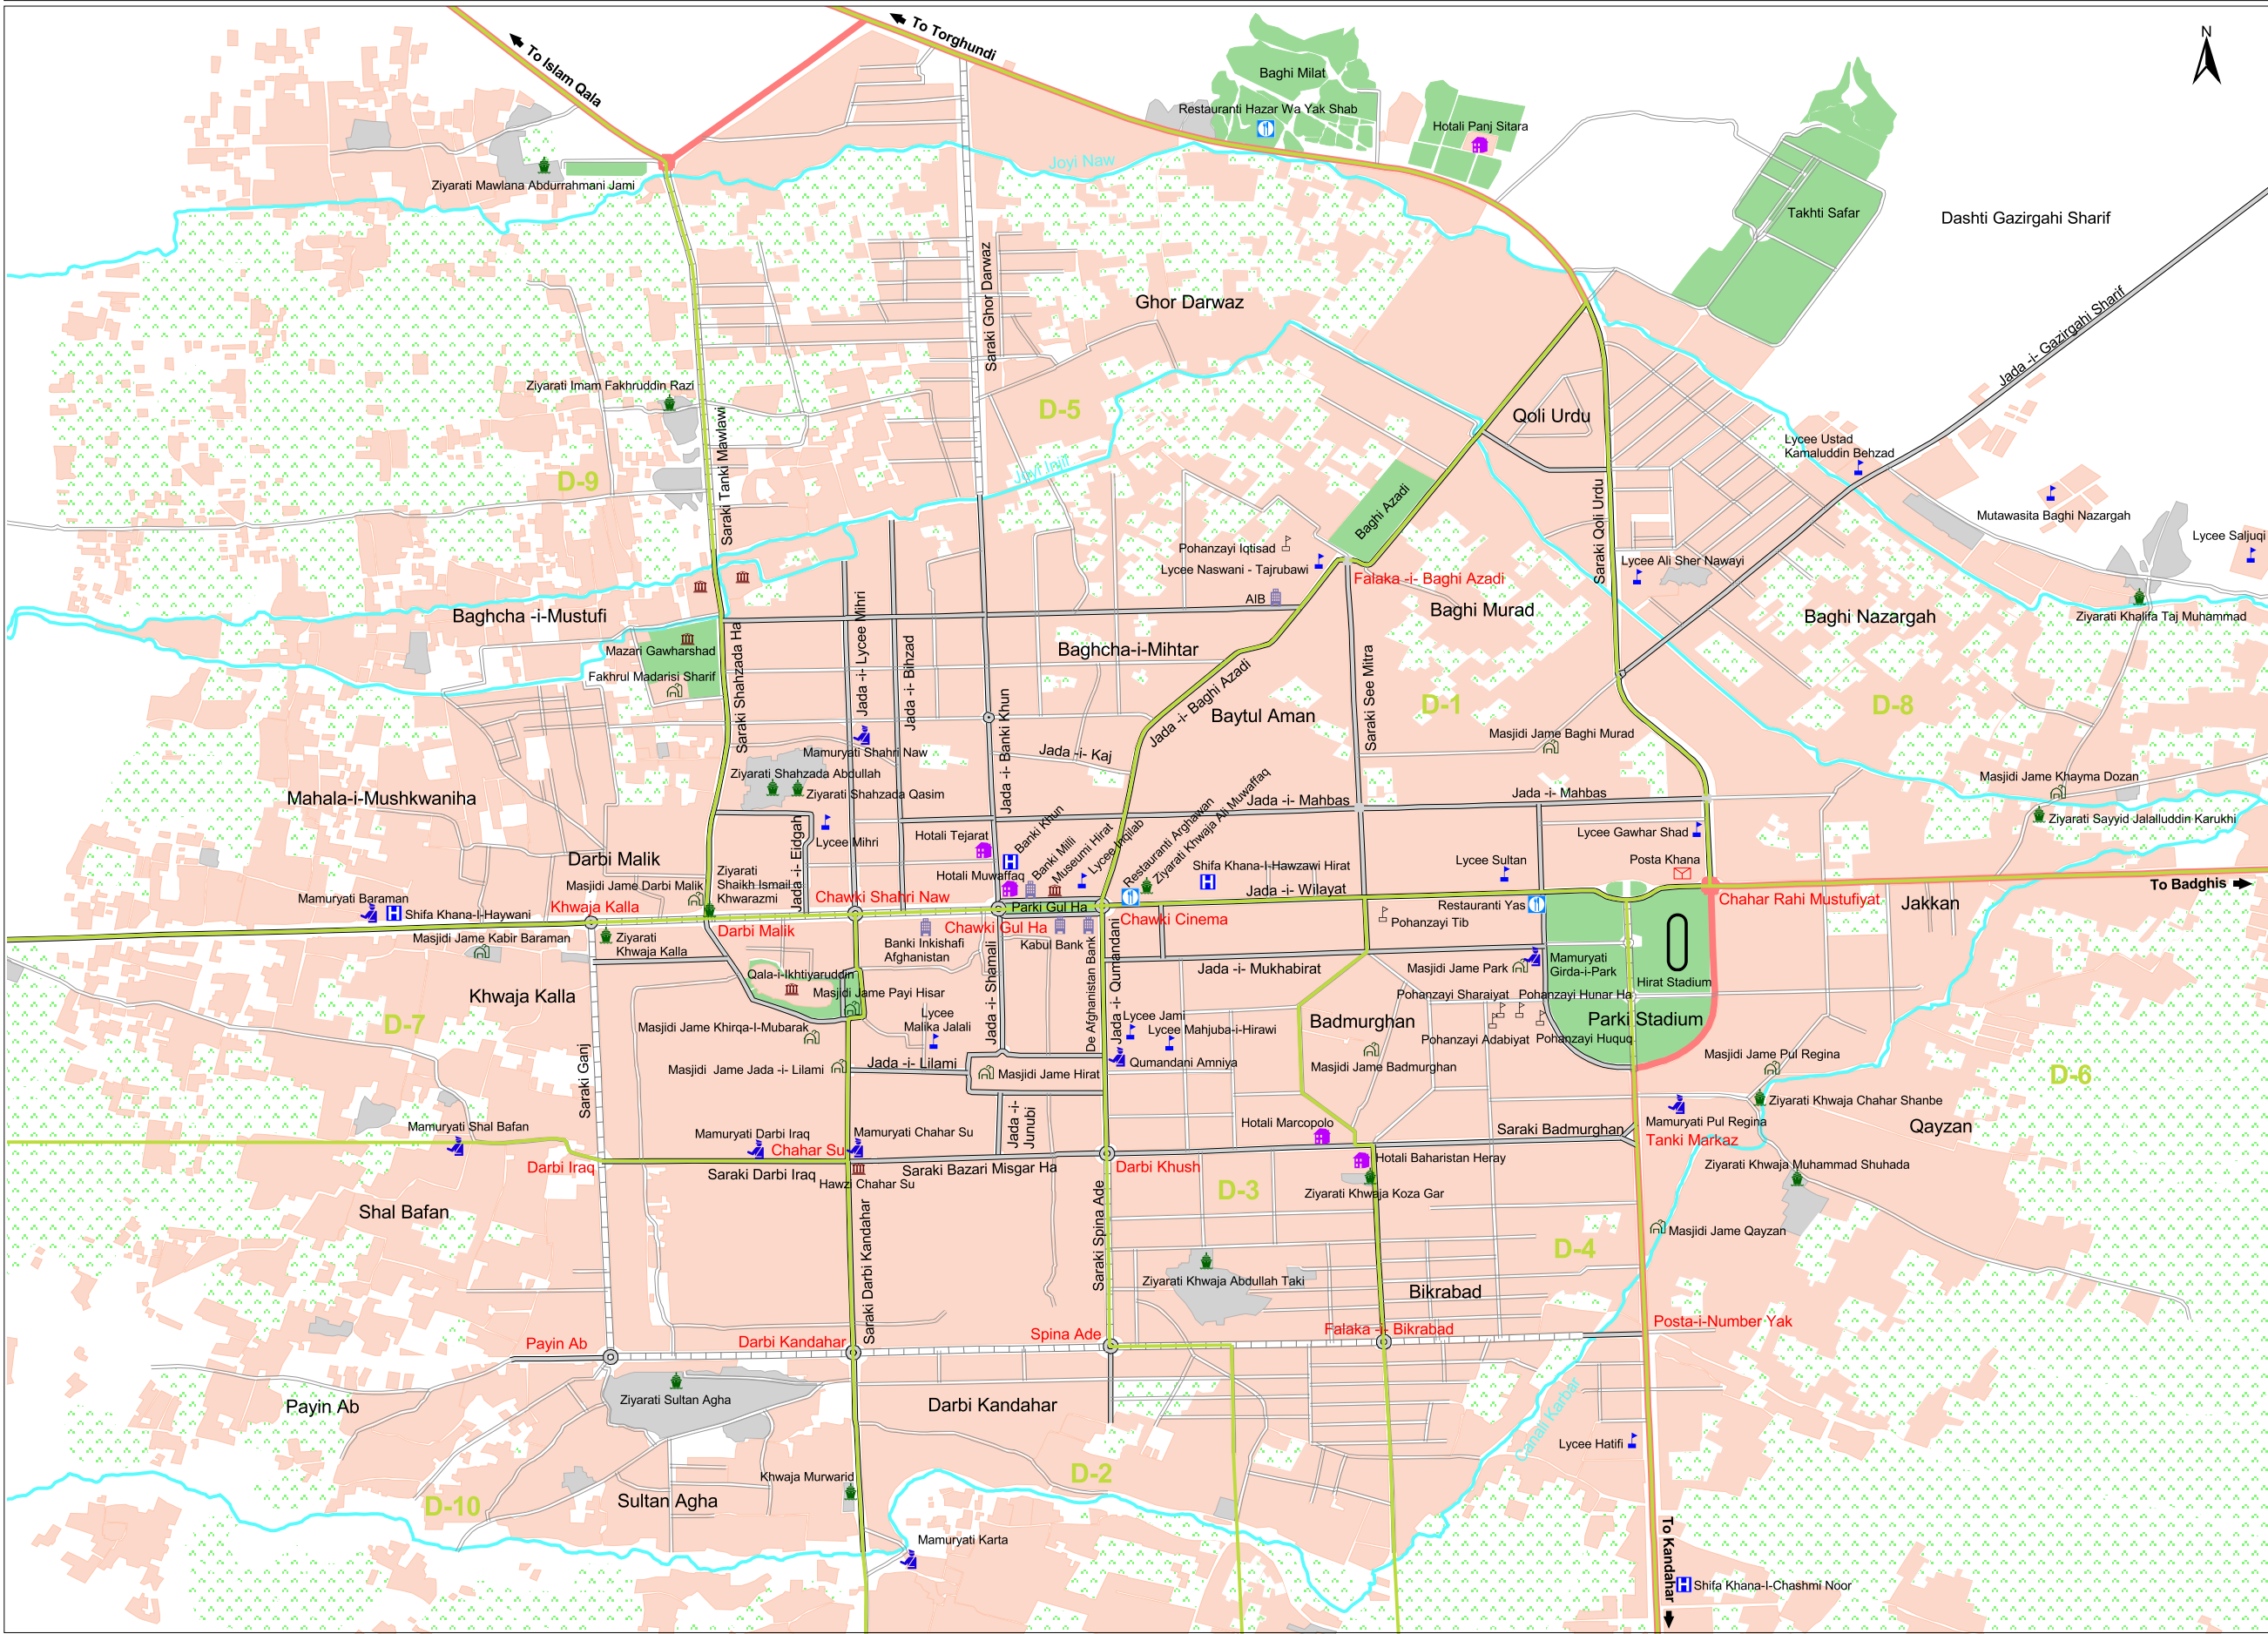 To Islam Qala
To Torghundi
N
Baghi Milat
Restauranti Hazar Wa Yak Shab
Hotali Panj Sitara
Joyi Naw
Ziyarati Mawlana Abdurrahmani Jami
Takhti Safar
Dashti Gazirgahi Sharif
Saraki Ghor Darwaz
Ghor Darwaz
Jada -i- Gazirgahi Sharif
Ziyarati Imam Fakhruddin Razi
D-5
Qoli Urdu
Saraki Tanki Mawlawi
Lycee Ustad
Kamaluddin Behzad
Joyi Injil
D-9
Baghi Azadi
Saraki Qoli Urdu
Mutawasita Baghi Nazargah
Lycee Saljuqi
Pohanzayi Iqtisad
Lycee Naswani - Tajrubawi
Lycee Ali Sher Nawayi
Falaka -i- Baghi Azadi
AIB
Baghcha -i-Mustufi
Baghi Murad
Baghi Nazargah
Ziyarati Khalifa Taj Muhammad
Mazari Gawharshad
Fakhrul Madarisi Sharif
Saraki Shahzada Ha
Jada -i- Lycee Mihri
Jada -i- Bihzad
Baghcha-i-Mihtar
Jada -i- Baghi Azadi
Saraki See Mitra
D-1
D-8
Baytul Aman
Jada -i- Banki Khun
Masjidi Jame Baghi Murad
Mamuryati Shahri Naw
Jada -i- Kaj
Ziyarati Shahzada Abdullah
Ziyarati Shahzada Qasim
Masjidi Jame Khayma Dozan
Mahala-i-Mushkwaniha
Jada -i- Mahbas
Jada -i- Mahbas
Ziyarati Sayyid Jalalluddin Karukhi
Jada -i- Eidgah
Lycee Mihri
Hotali Tejarat
Banki Khun
Banki Milli
Museumi Hirat
Lycee Inqilab
Restauranti Arghawan
Ziyarati Khwaja Ali Muwaffaq
Lycee Gawhar Shad
Darbi Malik
Lycee Sultan
Posta Khana
Shifa Khana-I-Hawzawi Hirat
Ziyarati
Shaikh Ismail
Khwarazmi
Hotali Muwaffaq
Masjidi Jame Darbi Malik
Jada -i- Wilayat
To Badghis
Mamuryati Baraman
Shifa Khana-I-Haywani
Khwaja Kalla
Chawki Shahri Naw
Parki Gul Ha
Chawki Cinema
Restauranti Yas
Chahar Rahi Mustufiyat
Jakkan
Pohanzayi Tib
Darbi Malik
Chawki Gul Ha
Masjidi Jame Kabir Baraman
Ziyarati
Khwaja Kalla
Banki Inkishafi
Afghanistan
Kabul Bank
Jada -i- Mukhabirat
Masjidi Jame Park
Mamuryati
Girda-i-Park
Qala-i-Ikhtiyaruddin
Hirat Stadium
Khwaja Kalla
Masjidi Jame Payi Hisar
Jada -i- Shamali
De Afghanistan Bank
Jada -i- Qumandani
Pohanzayi Sharaiyat
Pohanzayi Hunar Ha
D-7
Masjidi Jame Khirqa-I-Mubarak
Lycee
Malika Jalali
Lycee Jami
Lycee Mahjuba-i-Hirawi
Badmurghan
Parki Stadium
Pohanzayi Adabiyat
Pohanzayi Huquq
Masjidi Jame Pul Regina
Saraki Ganj
Masjidi Jame Jada -i- Lilami
Jada -i- Lilami
Masjidi Jame Hirat
Qumandani Amniya
Masjidi Jame Badmurghan
D-6
Ziyarati Khwaja Chahar Shanbe
Mamuryati Shal Bafan
Mamuryati Darbi Iraq
Mamuryati Chahar Su
Jada -i-
Junubi
Hotali Marcopolo
Saraki Badmurghan
Mamuryati Pul Regina
Qayzan
Chahar Su
Tanki Markaz
Darbi Iraq
Saraki Darbi Iraq
Saraki Bazari Misgar Ha
Darbi Khush
Hotali Baharistan Heray
Ziyarati Khwaja Muhammad Shuhada
Hawzi Chahar Su
D-3
Ziyarati Khwaja Koza Gar
Shal Bafan
Saraki Darbi Kandahar
Saraki Spina Ade
Masjidi Jame Qayzan
D-4
Ziyarati Khwaja Abdullah Taki
Bikrabad
Payin Ab
Darbi Kandahar
Spina Ade
Falaka -i- Bikrabad
Posta-i-Number Yak
Payin Ab
Ziyarati Sultan Agha
Darbi Kandahar
Canali Karbar
Lycee Hatifi
D-10
Khwaja Murwarid
D-2
Sultan Agha
Mamuryati Karta
To Kandahar
Shifa Khana-I-Chashmi Noor